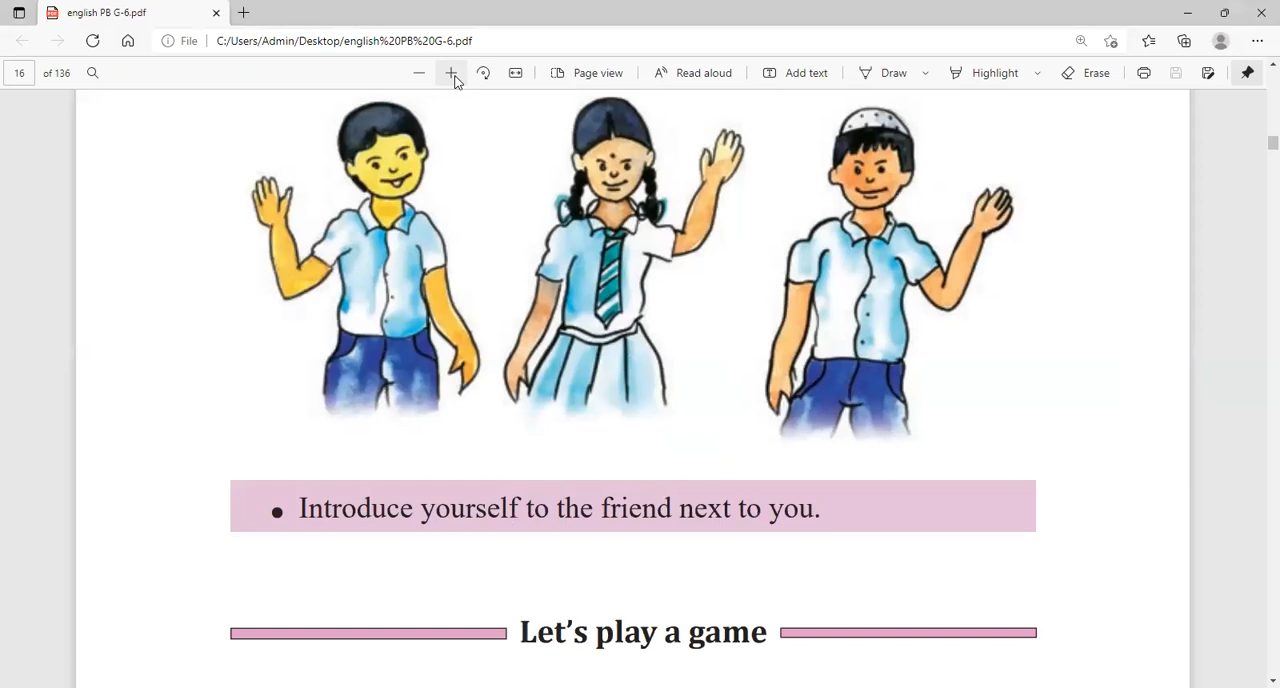 english PB G-6.pdf
File
C:/Users/Admin/Desktop/english%20PB%20G-6.pdf
16 of 136
Page view
Read aloud
Add text
Draw
Highlight
Erase
Introduce yourself to the friend next to you.
Let's play a game